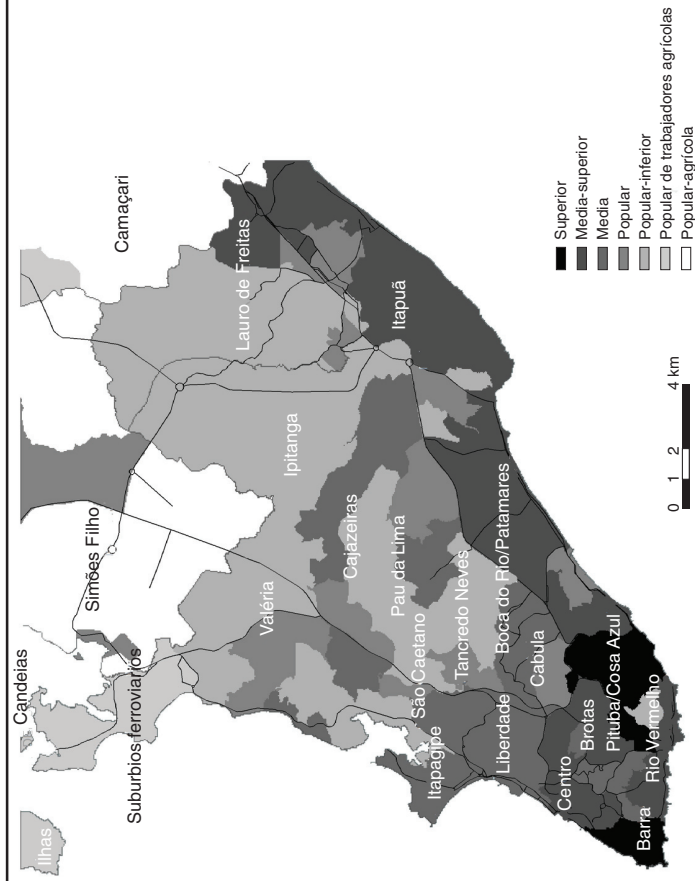 Candeias
Ilhas
Simões Filho
Camaçari
Suburbios ferroviarios
Valéria
Ipitanga
Lauro de Freitas
Itapuã
Cajazeiras
Pau da Lima
São Caetano
Tancredo Neves
Itapagipe
Liberdade
Boca do Rio/Patamares
Cabula
Centro
Brotas
Pituba/Cosa Azul
Rio Vermelho
Barra
Superior
Media-superior
Media
Popular
Popular-inferior
Popular de trabajadores agrícolas
Popular-agrícola
0 1 2 4 km